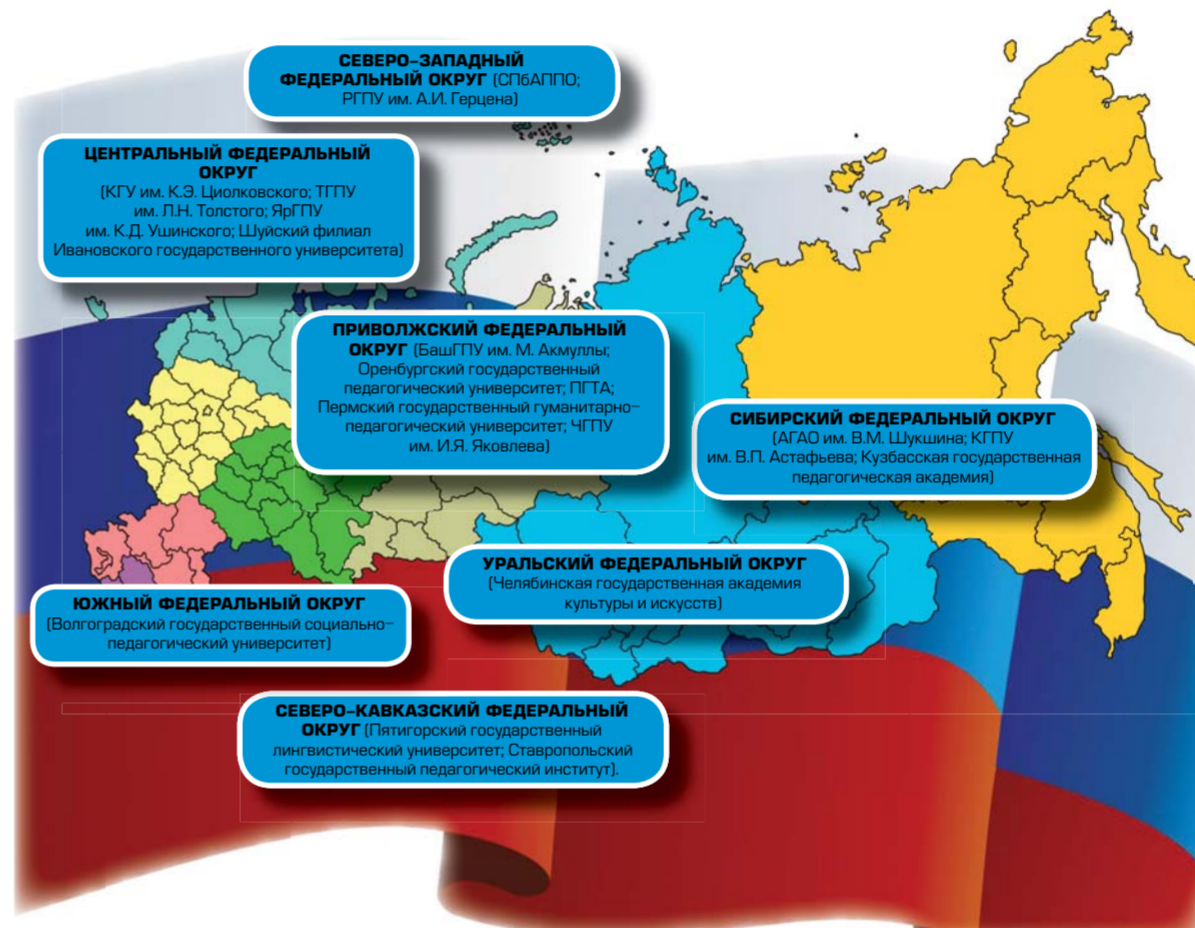 СЕВЕРО–ЗАПАДНЫЙ
ФЕДЕРАЛЬНЫЙ ОКРУГ (СПбАППО;
РГПУ им. А.И. Герцена)
ЦЕНТРАЛЬНЫЙ ФЕДЕРАЛЬНЫЙ
ОКРУГ
(КГУ им. К.Э. Циолковского; ТГПУ
им. Л.Н. Толстого; ЯрГПУ
им. К.Д. Ушинского; Шуйский филиал
Ивановского государственного университета)
ПРИВОЛЖСКИЙ ФЕДЕРАЛЬНЫЙ
ОКРУГ (БашГПУ им. М. Акмуллы;
Оренбургский государственный
педагогический университет; ПГТА;
Пермский государственный гуманитарно–
педагогический университет; ЧГПУ
им. И.Я. Яковлева)
СИБИРСКИЙ ФЕДЕРАЛЬНЫЙ ОКРУГ
(АГАО им. В.М. Шукшина; КГПУ
им. В.П. Астафьева; Кузбасская государственная
педагогическая академия)
УРАЛЬСКИЙ ФЕДЕРАЛЬНЫЙ ОКРУГ
(Челябинская государственная академия
культуры и искусств)
ЮЖНЫЙ ФЕДЕРАЛЬНЫЙ ОКРУГ
(Волгоградский государственный социально–
педагогический университет)
СЕВЕРО–КАВКАЗСКИЙ ФЕДЕРАЛЬНЫЙ
ОКРУГ (Пятигорский государственный
лингвистический университет; Ставропольский
государственный педагогический институт).